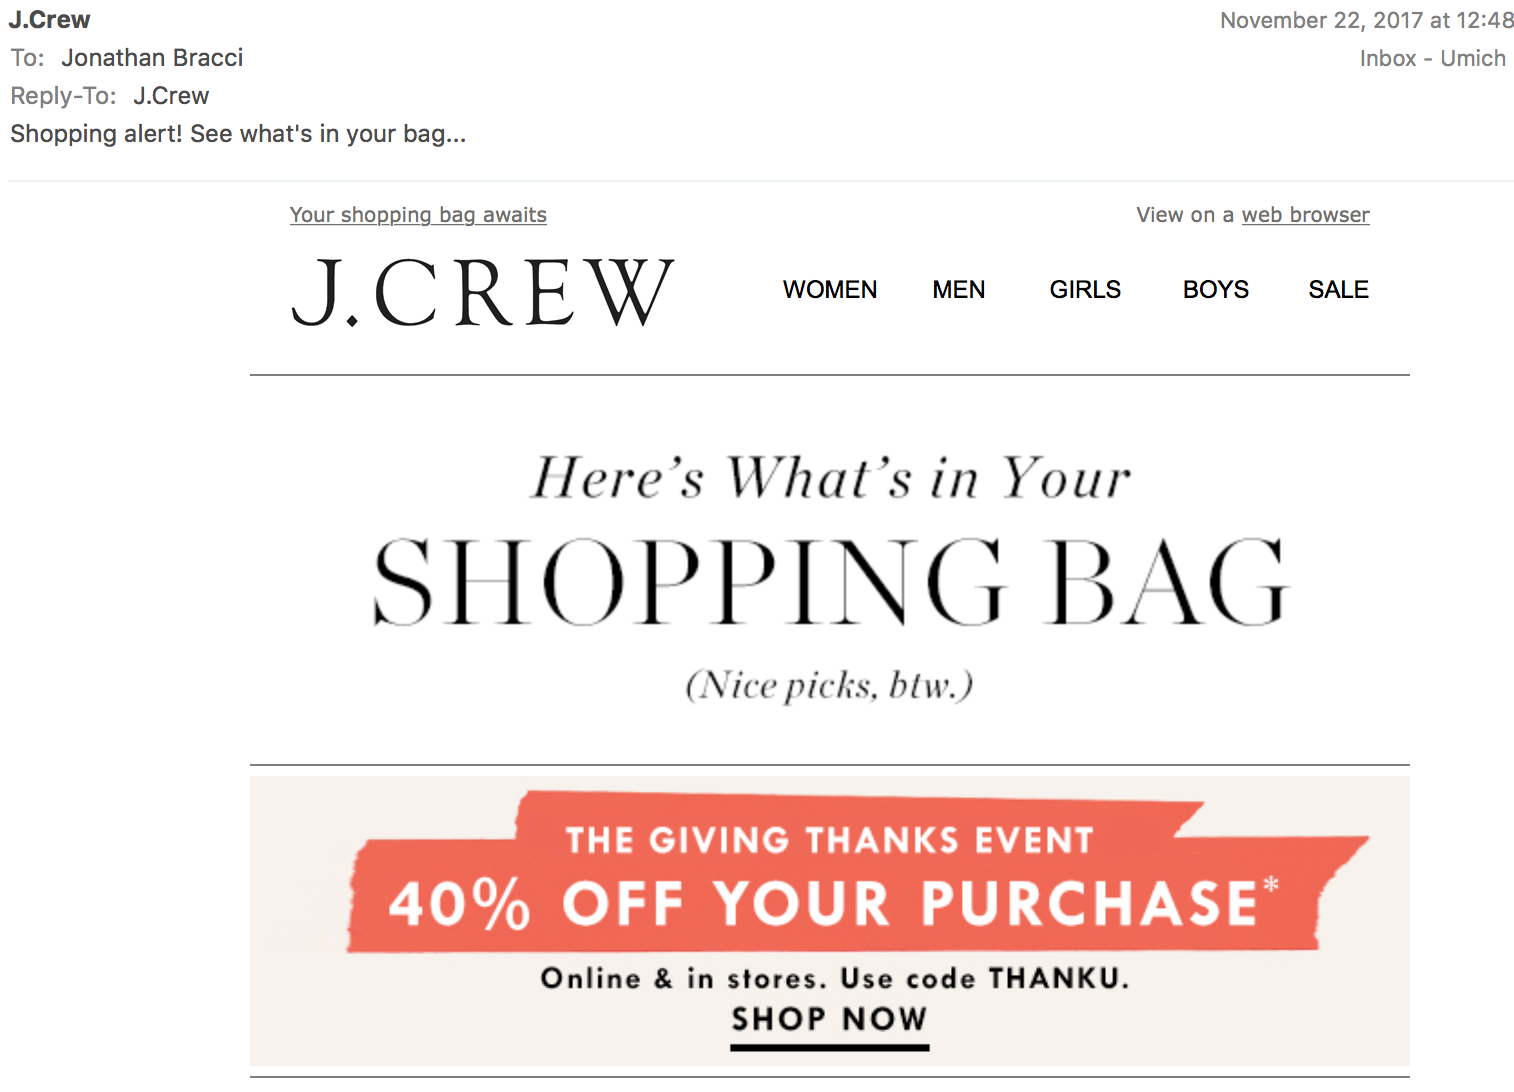 J.Crew
November 22, 2017 at 12:48
To: Jonathan Bracci
Inbox - Umich
Reply-To: J.Crew
Shopping alert! See what's in your bag...
Your shopping bag awaits
View on a web browser
J.CREW
WOMEN MEN GIRLS BOYS SALE
Here’s What’s in Your
SHOPPING BAG
(Nice picks, btw.)
THE GIVING THANKS EVENT
40% OFF YOUR PURCHASE*
Online & in stores. Use code THANKU.
SHOP NOW